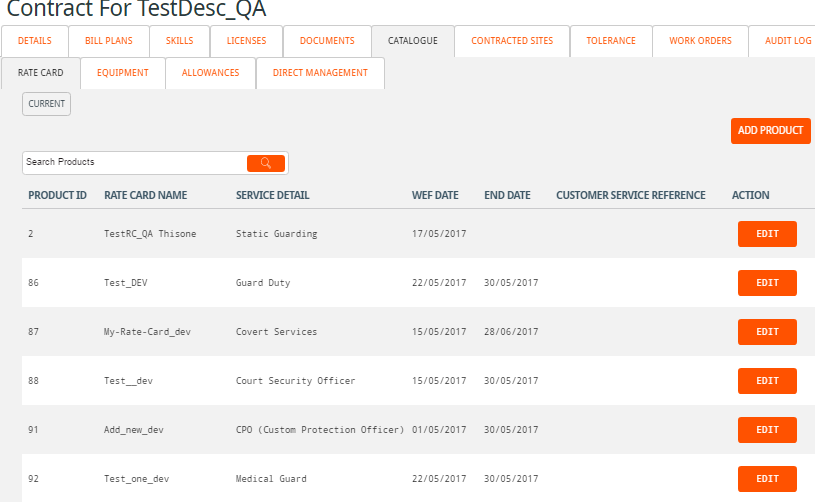 Contract For TestDesc_QA
DETAILS BILL PLANS SKILLS LICENSES DOCUMENTS CATALOGUE CONTRACTED SITES TOLERANCE WORK ORDERS AUDIT LOG
RATE CARD EQUIPMENT ALLOWANCES DIRECT MANAGEMENT
CURRENT
ADD PRODUCT
Search Products
PRODUCT ID RATE CARD NAME SERVICE DETAIL WEF DATE END DATE CUSTOMER SERVICE REFERENCE ACTION
2 TestRC_QA Thisone Static Guarding 17/05/2017 EDIT
86 Test_DEV Guard Duty 22/05/2017 30/05/2017 EDIT
87 My-Rate-Card_dev Covert Services 15/05/2017 28/06/2017 EDIT
88 Test__dev Court Security Officer 15/05/2017 30/05/2017 EDIT
91 Add_new_dev CPO (Custom Protection Officer) 01/05/2017 30/05/2017 EDIT
92 Test_one_dev Medical Guard 22/05/2017 30/05/2017 EDIT